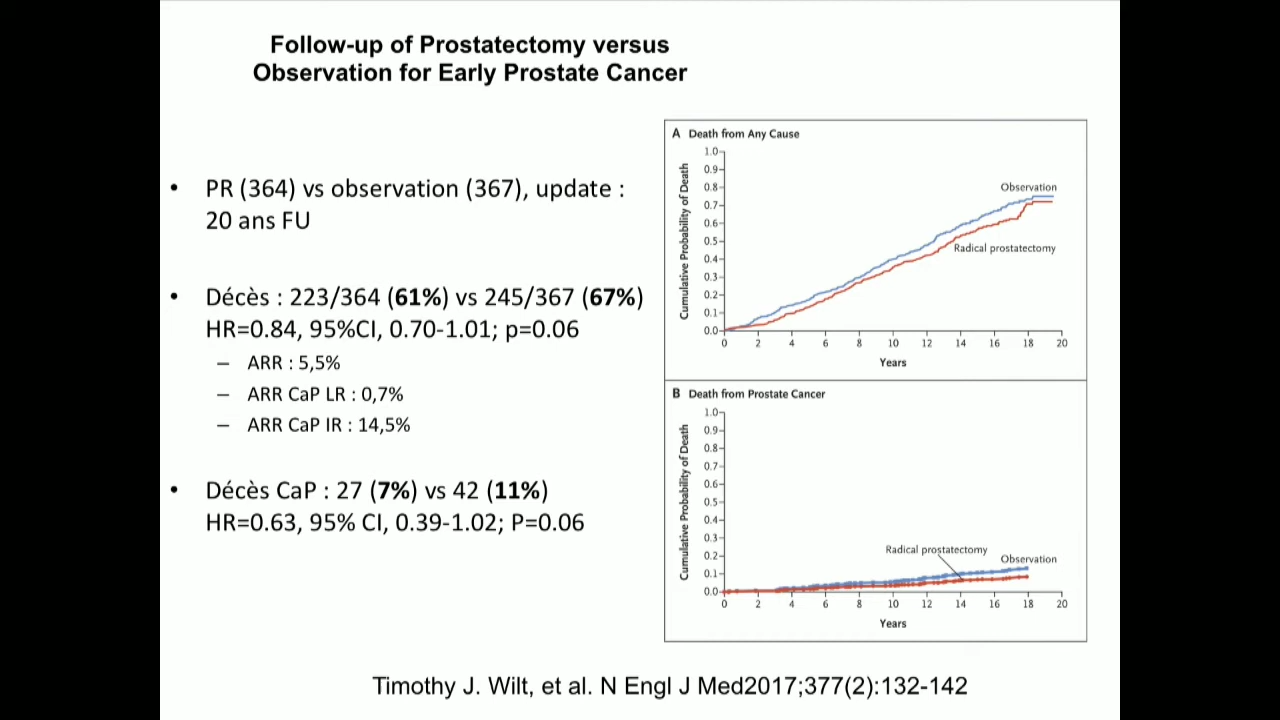 Follow-up of Prostatectomy versus
Observation for Early Prostate Cancer
• PR (364) vs observation (367), update :
20 ans FU
• Décès : 223/364 (61%) vs 245/367 (67%)
HR=0.84, 95%CI, 0.70-1.01; p=0.06
– ARR : 5,5%
– ARR CaP LR : 0,7%
– ARR CaP IR : 14,5%
• Décès CaP : 27 (7%) vs 42 (11%)
HR=0.63, 95% CI, 0.39-1.02; P=0.06
A Death from Any Cause
Cumulative Probability of Death
1.0
0.9
0.8
0.7
0.6
0.5
0.4
0.3
0.2
0.1
0.0
Observation
Radical prostatectomy
0 2 4 6 8 10 12 14 16 18 20
Years
B Death from Prostate Cancer
Cumulative Probability of Death
1.0
0.9
0.8
0.7
0.6
0.5
0.4
0.3
0.2
0.1
0.0
Radical prostatectomy
Observation
0 2 4 6 8 10 12 14 16 18 20
Years
Timothy J. Wilt, et al. N Engl J Med2017;377(2):132-142